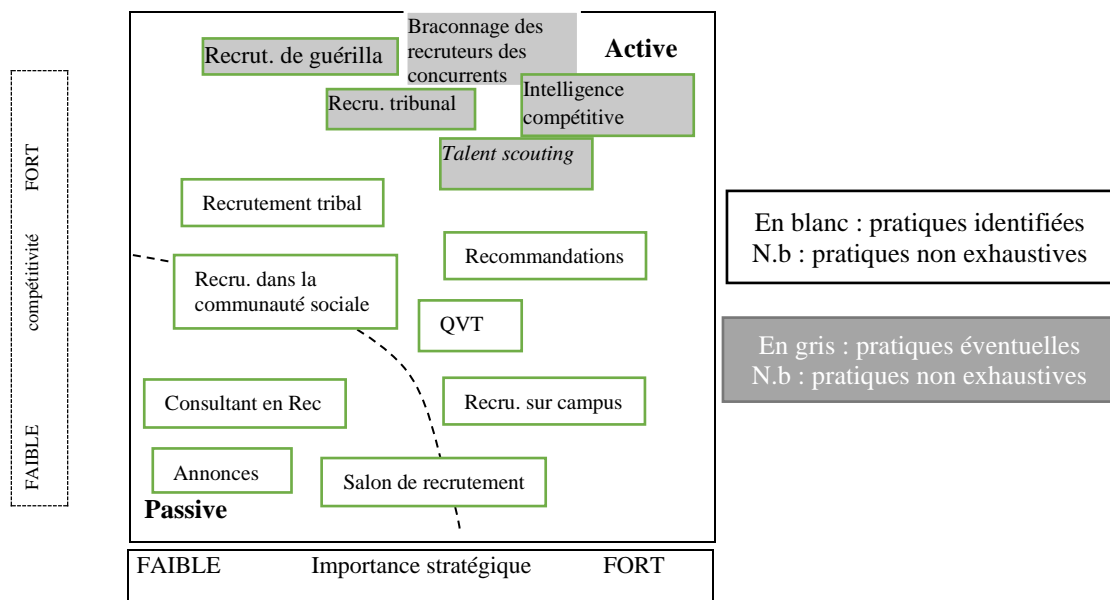 Braconnage des
recruteurs des
concurrents
Active
Recrut. de guérilla
Intelligence
compétitive
Recru. tribunal
Talent scouting
FORT
compétitivité
FAIBLE
Recrutement tribal
Recommandations
Recru. dans la
communauté sociale
QVT
Consultant en Rec
Recru. sur campus
Annonces
Salon de recrutement
Passive
FAIBLE Importance stratégique FORT
En blanc : pratiques identifiées
N.b : pratiques non exhaustives
En gris : pratiques éventuelles
N.b : pratiques non exhaustives